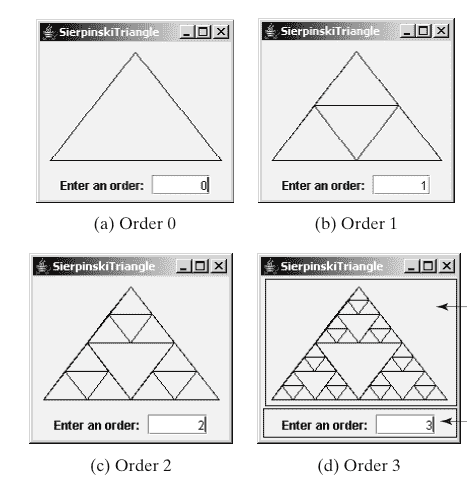 SierpinskiTriangle
Enter an order: 0
(a) Order 0
SierpinskiTriangle
Enter an order: 1
(b) Order 1
SierpinskiTriangle
Enter an order: 2
(c) Order 2
SierpinskiTriangle
Enter an order: 3
(d) Order 3